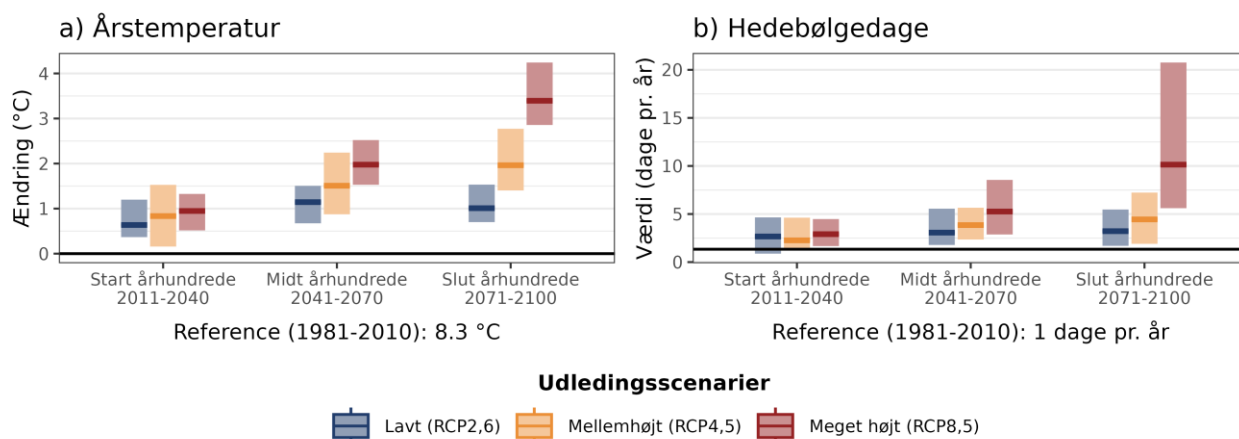 a) Årstemperatur
Ændring (°C)
4
3
2
1
0
Start århundrede
2011-2040
Midt århundrede
2041-2070
Slut århundrede
2071-2100
Reference (1981-2010): 8.3 °C
b) Hedebølgedage
Værdi (dage pr. år)
20
15
10
5
0
Start århundrede
2011-2040
Midt århundrede
2041-2070
Slut århundrede
2071-2100
Reference (1981-2010): 1 dage pr. år
Udledingsscenarier
Lavt (RCP2,6)
Mellemhøjt (RCP4,5)
Meget højt (RCP8,5)